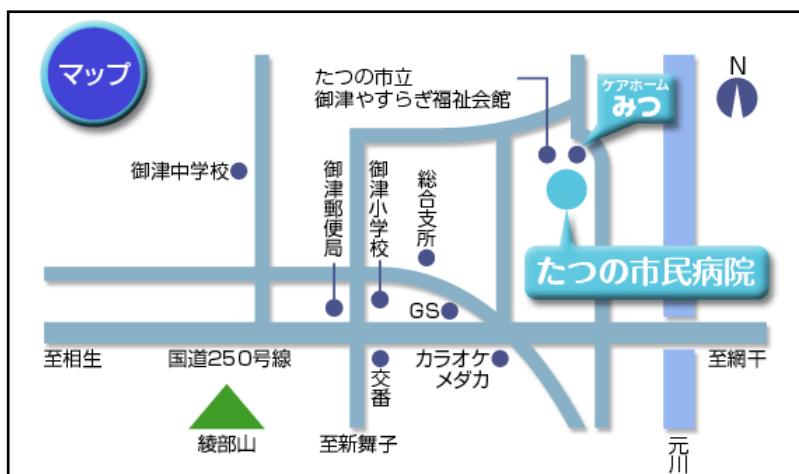 マップ
N
たつの市立
御津やすらぎ福祉会館
ケアホーム
みつ
御津中学校
御津郵便局
御津小学校
総合支所
たつの市民病院
GS
至相生
国道250号線
カラオケ
メダカ
至網干
交番
綾部山
至新舞子
元川